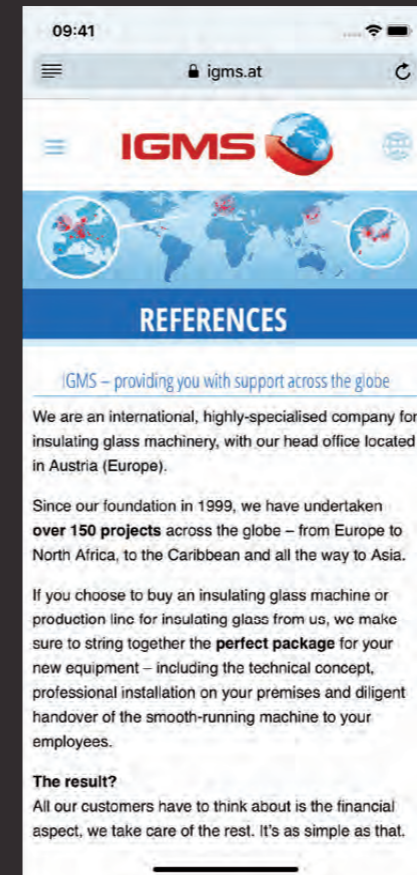 09:41
igms.at
IGMS
REFERENCES
IGMS – providing you with support across the globe
We are an international, highly-specialised company for
insulating glass machinery, with our head office located
in Austria (Europe).
Since our foundation in 1999, we have undertaken
over 150 projects across the globe – from Europe to
North Africa, to the Caribbean and all the way to Asia.
If you choose to buy an insulating glass machine or
production line for insulating glass from us, we make
sure to string together the perfect package for your
new equipment – including the technical concept,
professional installation on your premises and diligent
handover of the smooth-running machine to your
employees.
The result?
All our customers have to think about is the financial
aspect, we take care of the rest. It's as simple as that.